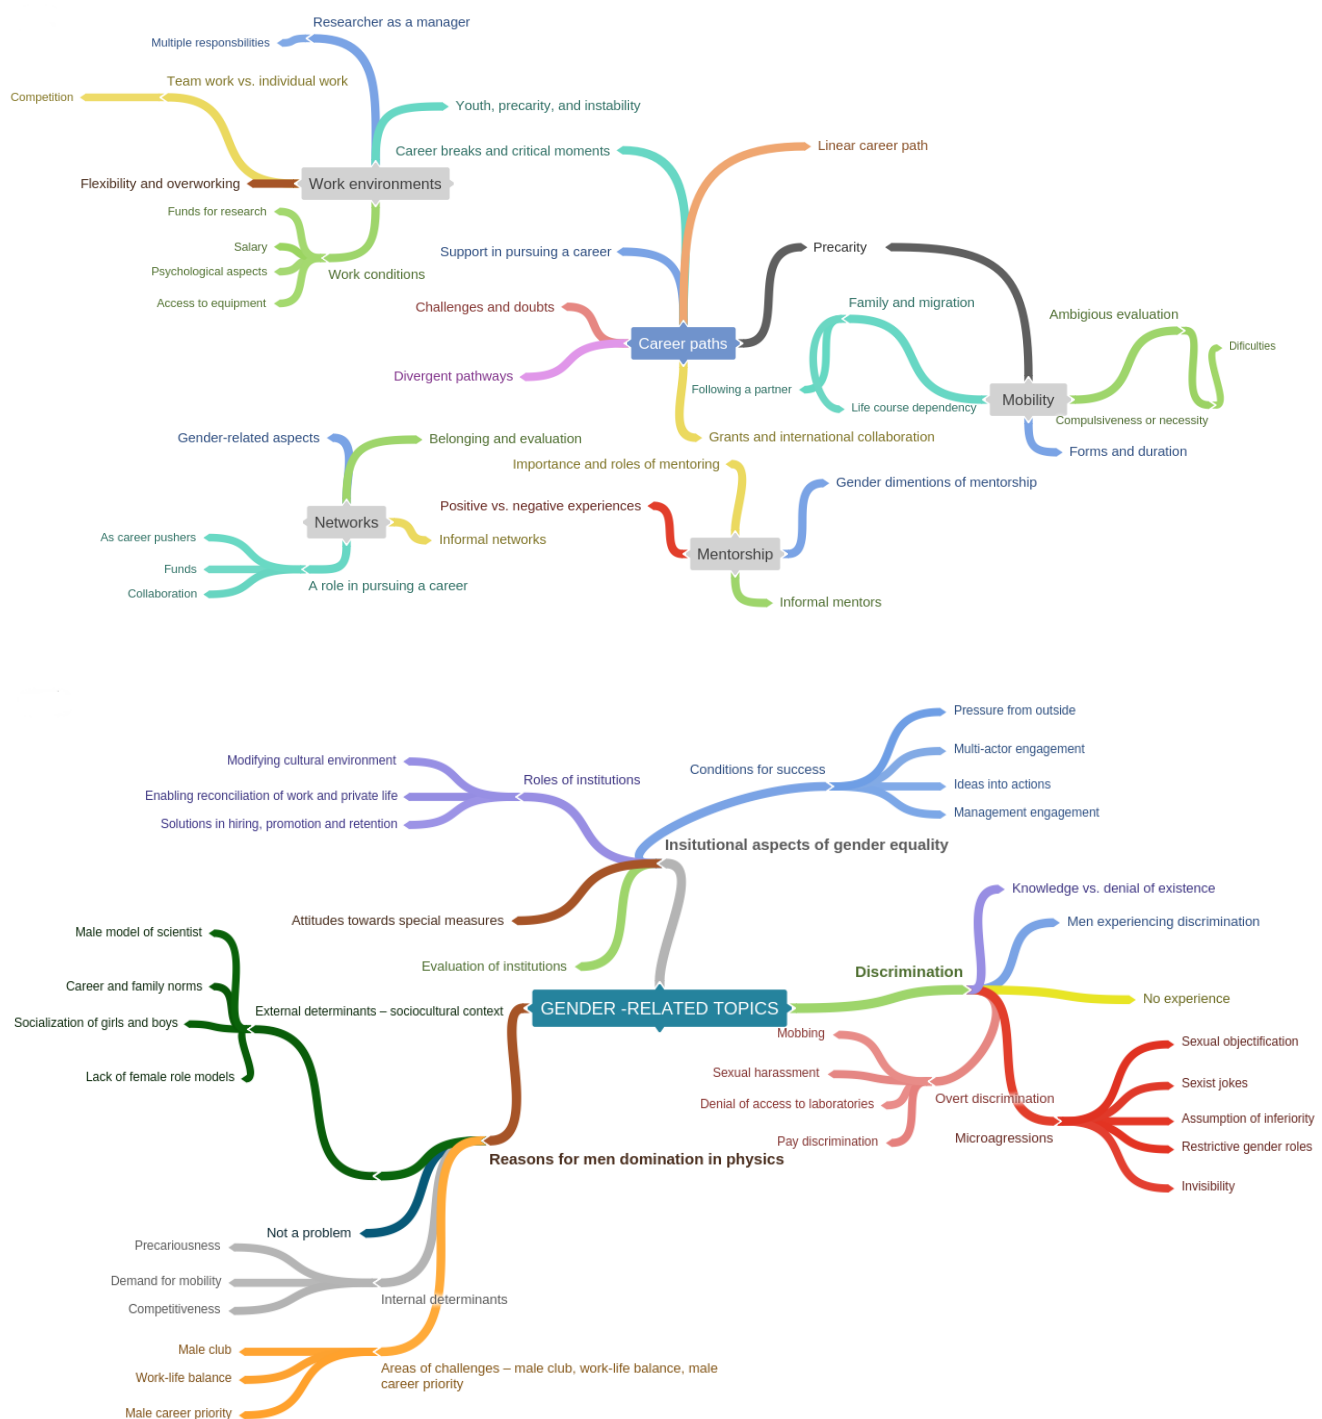 Researcher as a manager
Multiple responsbilities
Team work vs. individual work
Competition
Youth, precarity, and instability
Career breaks and critical moments
Linear career path
Flexibility and overworking
Work environments
Funds for research
Salary
Psychological aspects
Access to equipment
Work conditions
Support in pursuing a career
Precarity
Challenges and doubts
Family and migration
Ambigious evaluation
Career paths
Dificulties
Divergent pathways
Following a partner
Life course dependency
Mobility
Compulsiveness or necessity
Gender-related aspects
Belonging and evaluation
Grants and international collaboration
Forms and duration
Importance and roles of mentoring
Gender dimentions of mentorship
Positive vs. negative experiences
Networks
Informal networks
As career pushers
Funds
Collaboration
A role in pursuing a career
Mentorship
Informal mentors
Pressure from outside
Modifying cultural environment
Roles of institutions
Conditions for success
Multi-actor engagement
Enabling reconciliation of work and private life
Ideas into actions
Solutions in hiring, promotion and retention
Management engagement
Insitutional aspects of gender equality
Knowledge vs. denial of existence
Attitudes towards special measures
Men experiencing discrimination
Male model of scientist
Evaluation of institutions
Discrimination
Career and family norms
No experience
Socialization of girls and boys
External determinants – sociocultural context
GENDER -RELATED TOPICS
Mobbing
Sexual objectification
Lack of female role models
Sexual harassment
Sexist jokes
Denial of access to laboratories
Overt discrimination
Assumption of inferiority
Pay discrimination
Microagressions
Restrictive gender roles
Reasons for men domination in physics
Invisibility
Not a problem
Precariousness
Demand for mobility
Competitiveness
Internal determinants
Male club
Work-life balance
Areas of challenges – male club, work-life balance, male
career priority
Male career priority